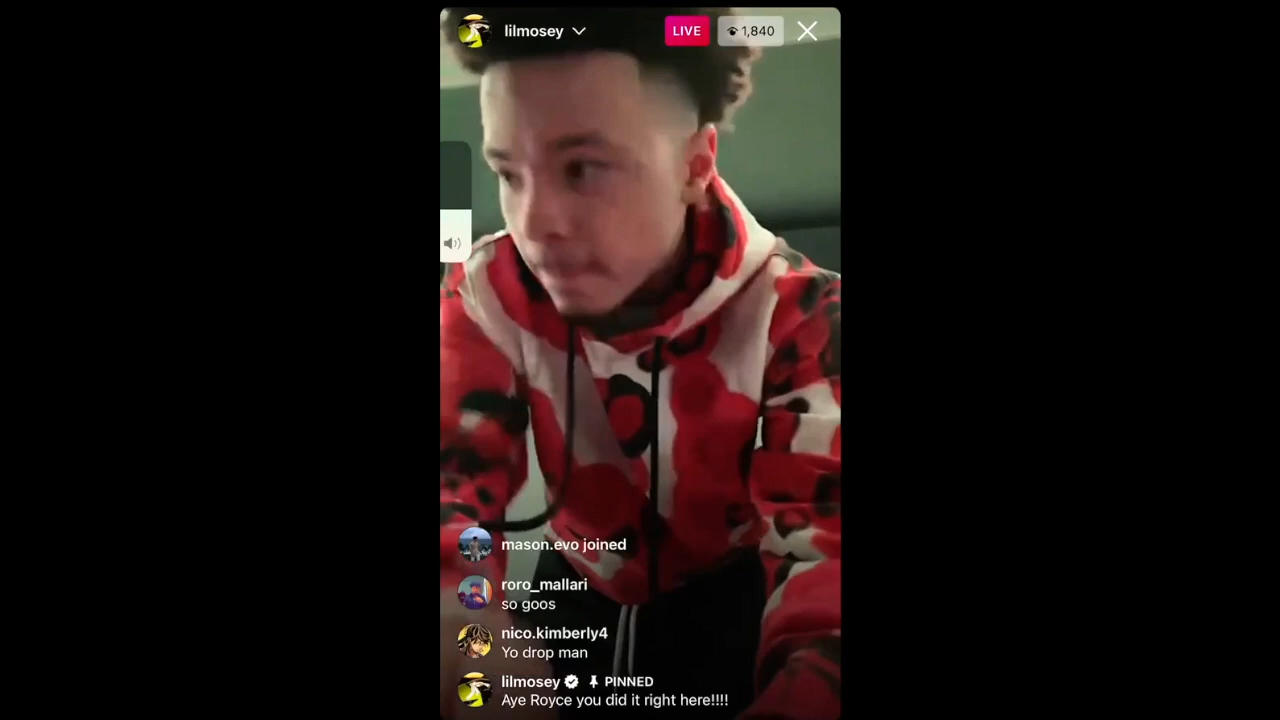 lilmosey
LIVE
1,840
mason.evo joined
roro_mallari
so goos
nico.kimberly4
Yo drop man
lilmosey PINNED
Aye Royce you did it right here!!!!